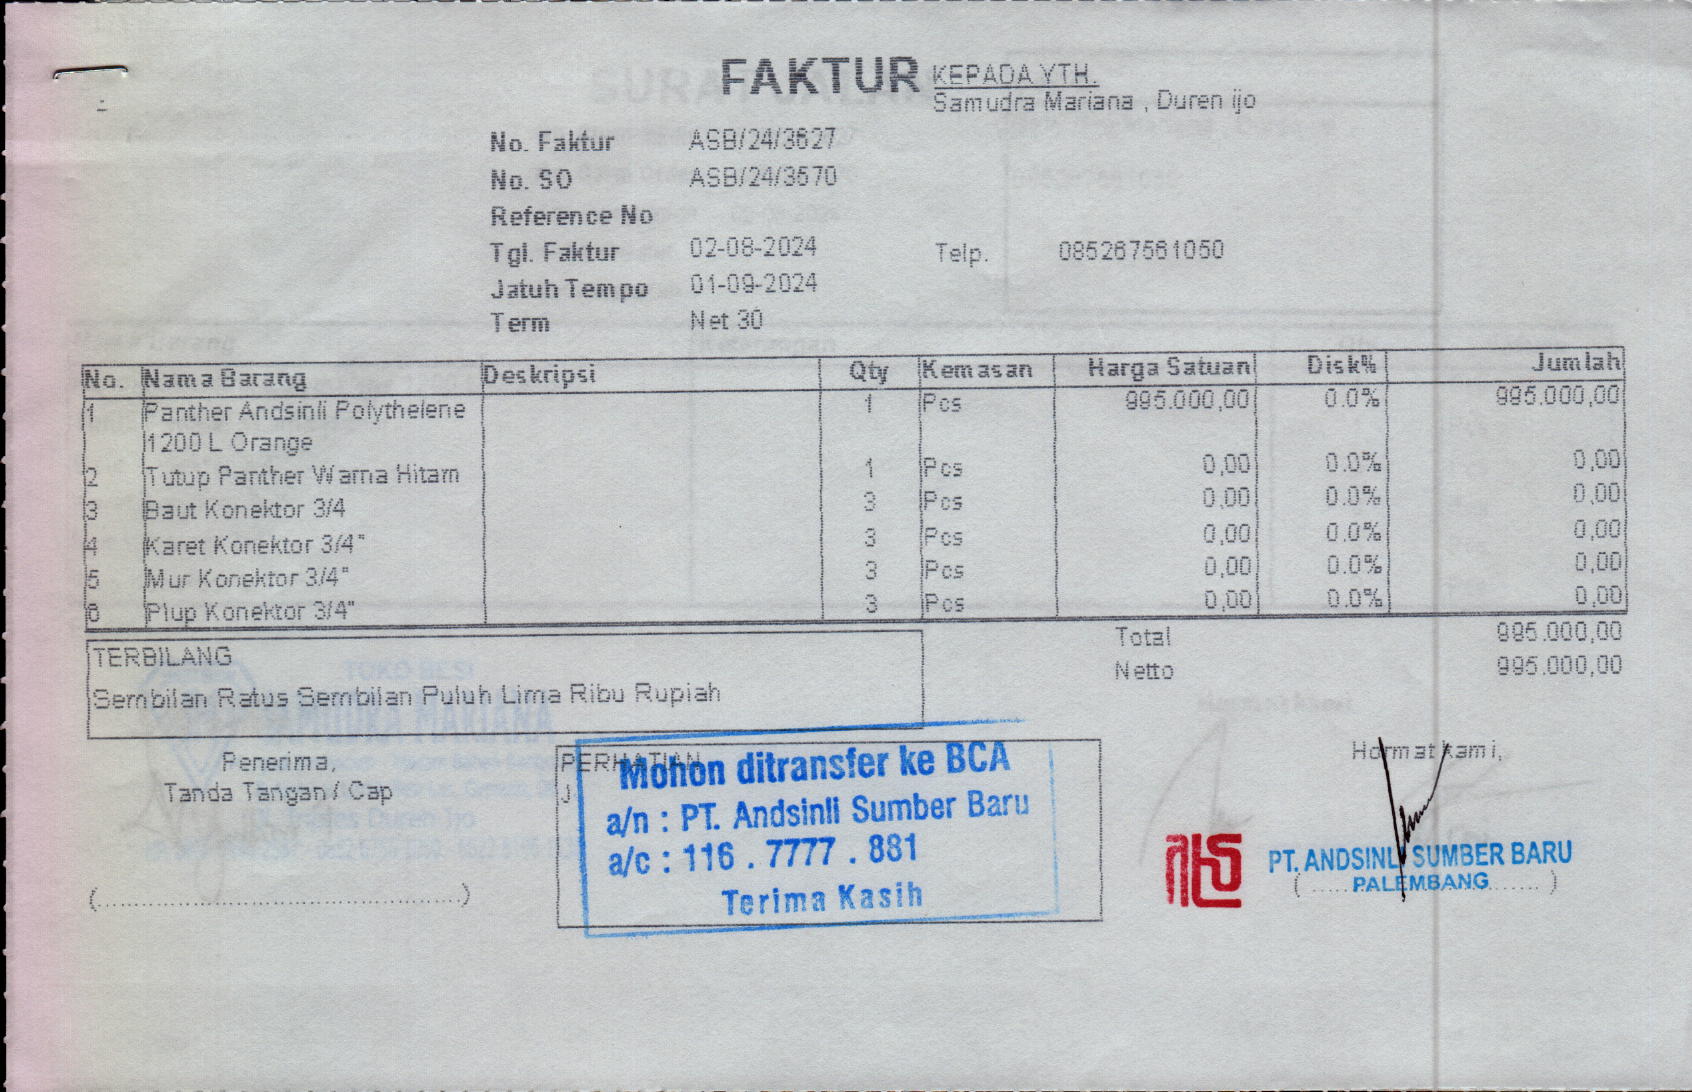 FAKTUR
KEPADA YTH.
Samudra Mariana , Duren ijo
No. Faktur ASB/24/3627
No. SO ASB/24/3570
Reference No
Tgl. Faktur 02-08-2024 Telp. 085267561050
Jatuh Tempo 01-09-2024
Term Net 30
No. Nama Barang Deskripsi Qty Kemasan Harga Satuan Disk% Jumlah
1 Panther Andsinli Polythelene 1 Pcs 995.000,00 0.0% 995.000,00
1200 L Orange
2 Tutup Panther Warna Hitam 1 Pcs 0,00 0.0% 0,00
3 Baut Konektor 3/4 3 Pcs 0,00 0.0% 0,00
4 Karet Konektor 3/4" 3 Pcs 0,00 0.0% 0,00
5 Mur Konektor 3/4" 3 Pcs 0,00 0.0% 0,00
6 Plup Konektor 3/4" 3 Pcs 0,00 0.0% 0,00
Total 995.000,00
Netto 995.000,00
TERBILANG
Sembilan Ratus Sembilan Puluh Lima Ribu Rupiah
Penerima,
Tanda Tangan / Cap
(..........................................)
PERHATIAN
Mohon ditransfer ke BCA
a/n : PT. Andsinli Sumber Baru
a/c : 116 . 7777 . 881
Terima Kasih
Hormat kami,
PT. ANDSINLI SUMBER BARU
PALEMBANG